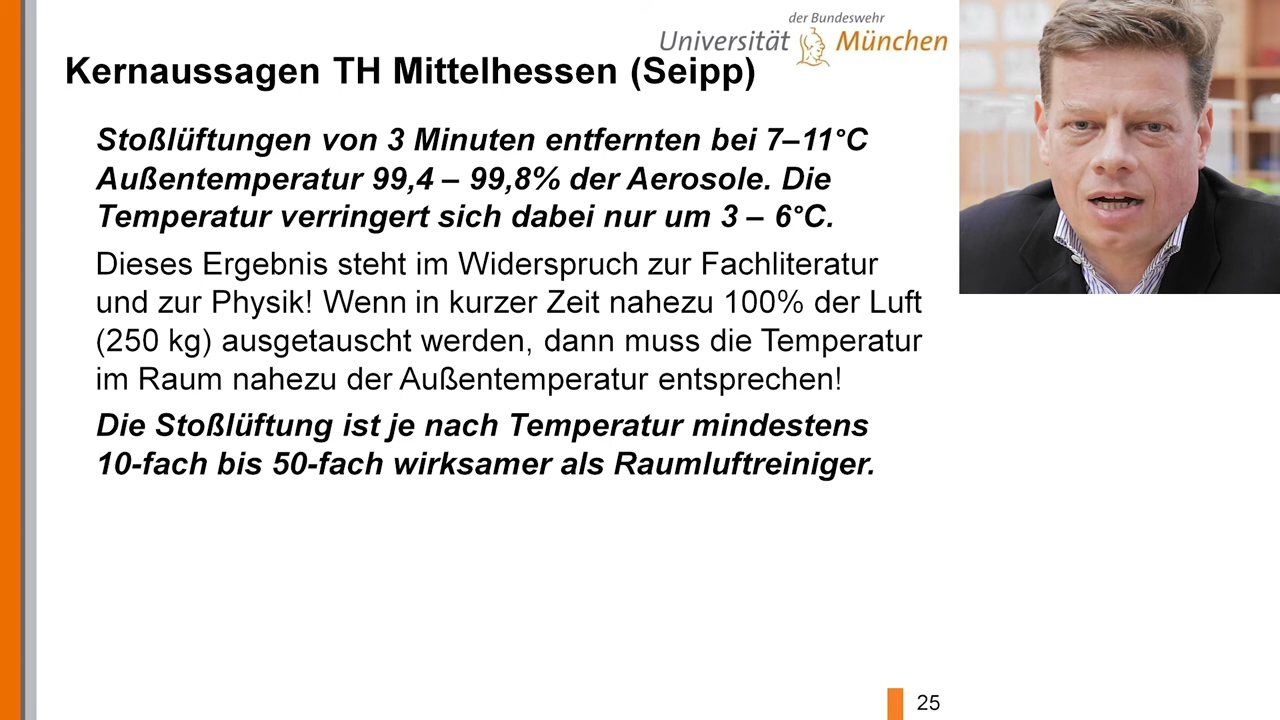 der Bundeswehr
Universität München
Kernaussagen TH Mittelhessen (Seipp)
Stoßlüftungen von 3 Minuten entfernten bei 7–11°C
Außentemperatur 99,4 – 99,8% der Aerosole. Die
Temperatur verringert sich dabei nur um 3 – 6°C.
Dieses Ergebnis steht im Widerspruch zur Fachliteratur
und zur Physik! Wenn in kurzer Zeit nahezu 100% der Luft
(250 kg) ausgetauscht werden, dann muss die Temperatur
im Raum nahezu der Außentemperatur entsprechen!
Die Stoßlüftung ist je nach Temperatur mindestens
10-fach bis 50-fach wirksamer als Raumluftreiniger.
25